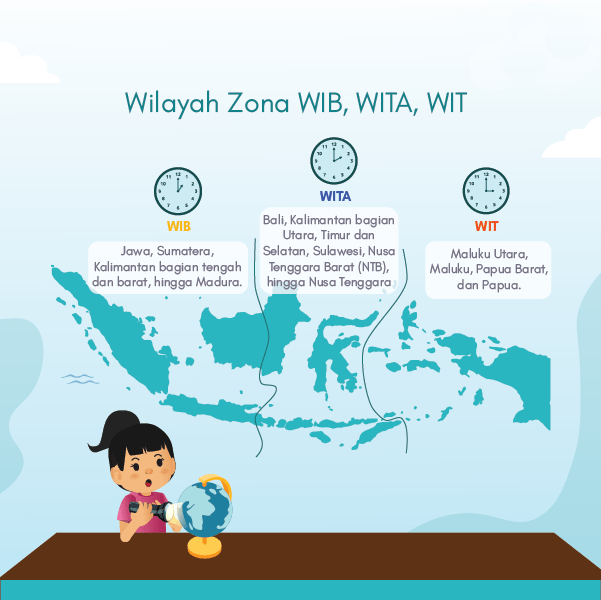 Wilayah Zona WIB, WITA, WIT
WIB
Jawa, Sumatera,
Kalimantan bagian tengah
dan barat, hingga Madura.
WITA
Bali, Kalimantan bagian
Utara, Timur dan
Selatan, Sulawesi, Nusa
Tenggara Barat (NTB),
hingga Nusa Tenggara
WIT
Maluku Utara,
Maluku, Papua Barat,
dan Papua.